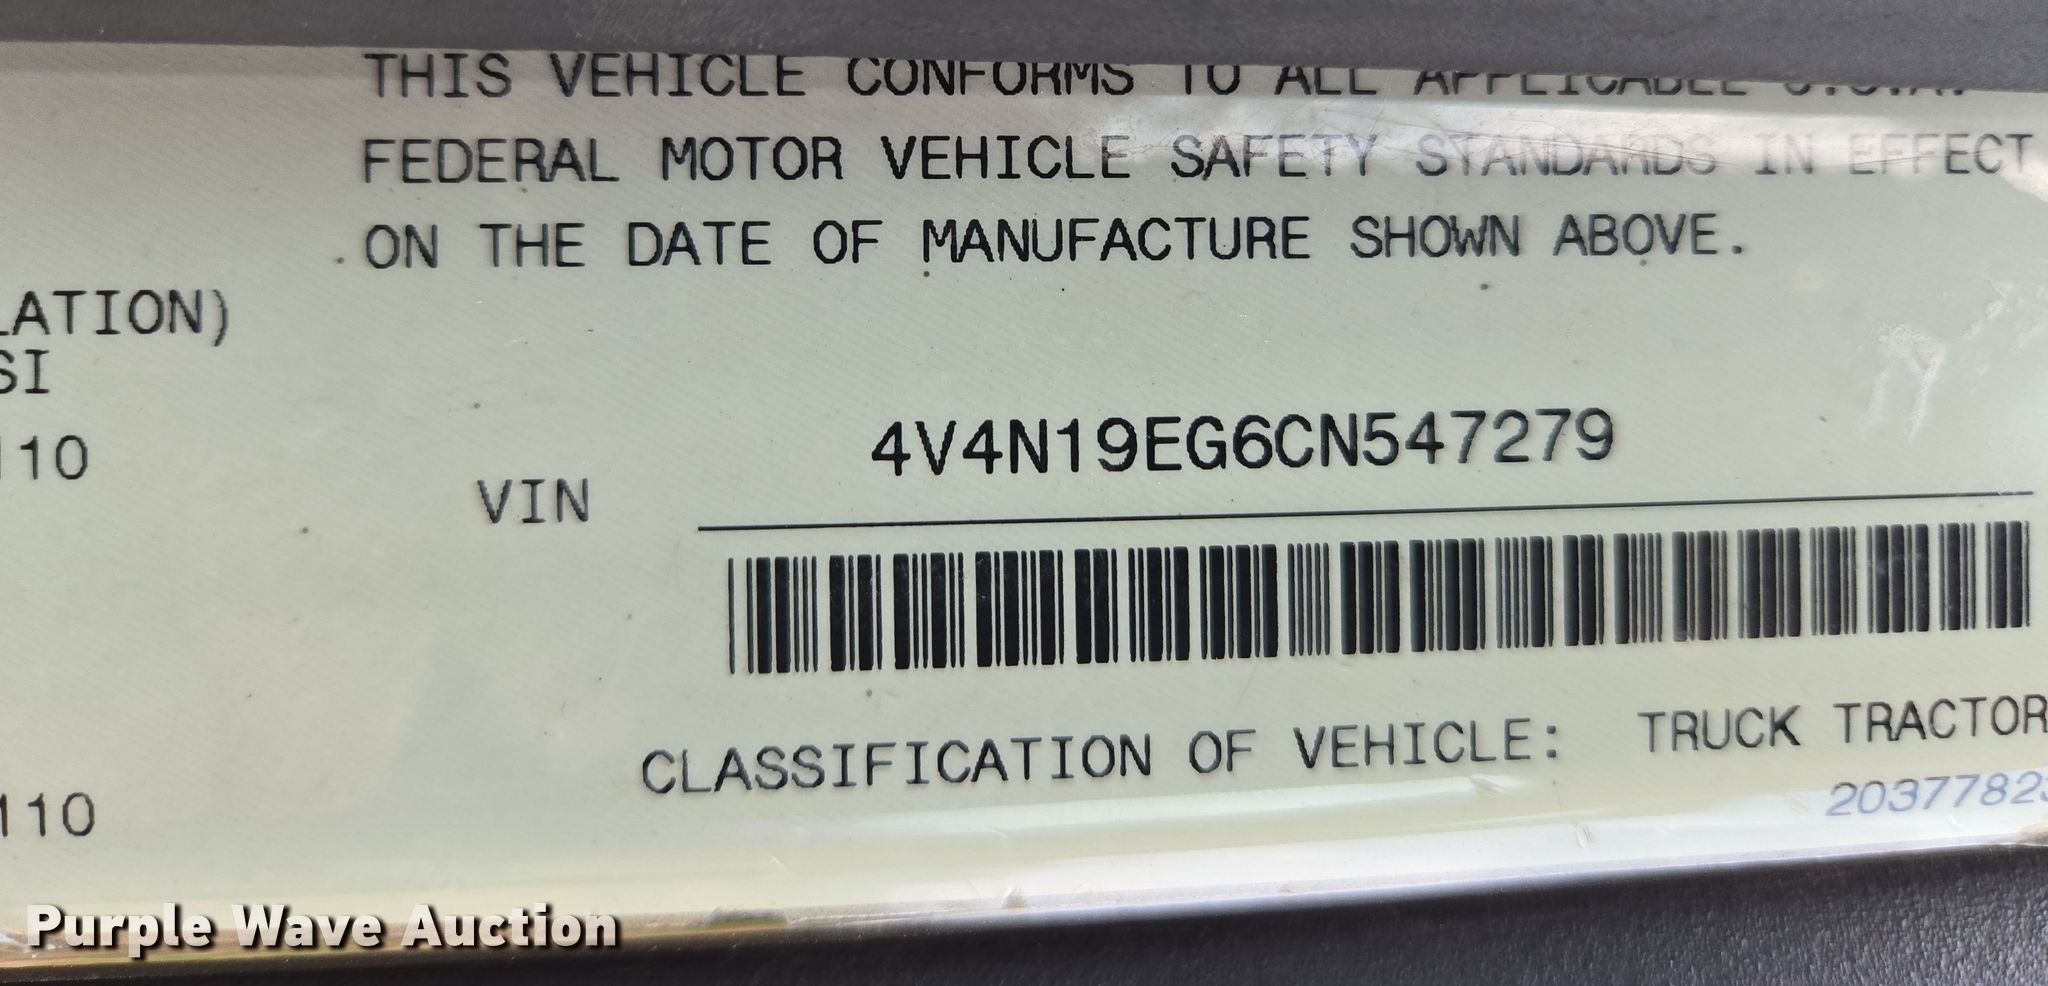 THIS VEHICLE CONFORMS TO ALL APPLICABLE U.S.A.
FEDERAL MOTOR VEHICLE SAFETY STANDARDS IN EFFECT
ON THE DATE OF MANUFACTURE SHOWN ABOVE.
LATION)
SI
110
VIN 4V4N19EG6CN547279
CLASSIFICATION OF VEHICLE: TRUCK TRACTOR
2037782
110
Purple Wave Auction